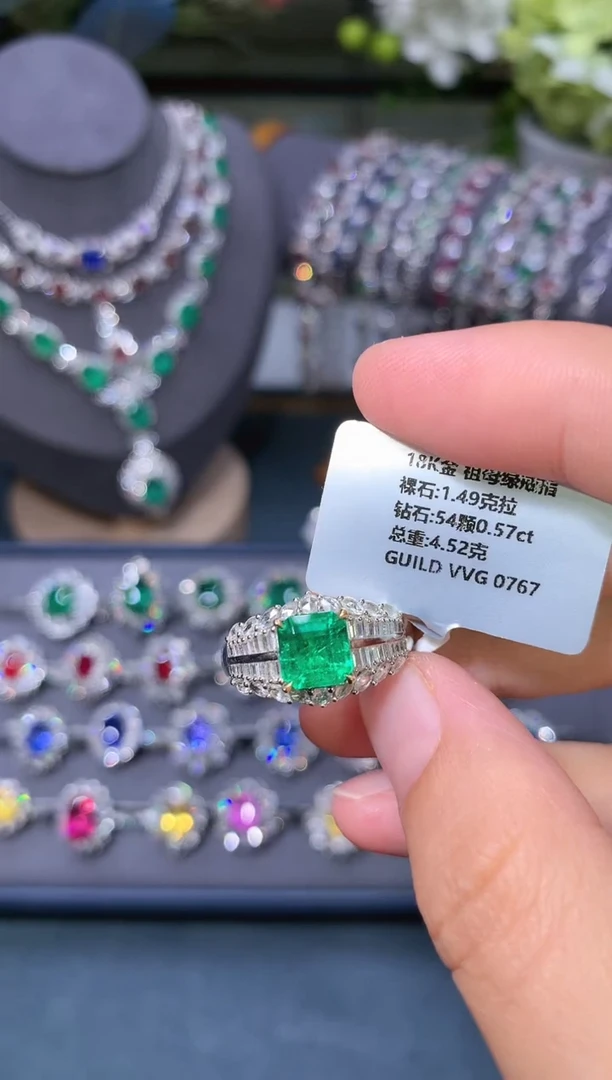 18K金 祖母绿戒指
裸石:1.49克拉
钻石:54颗0.57ct
总重:4.52克
GUILD VVG 0767